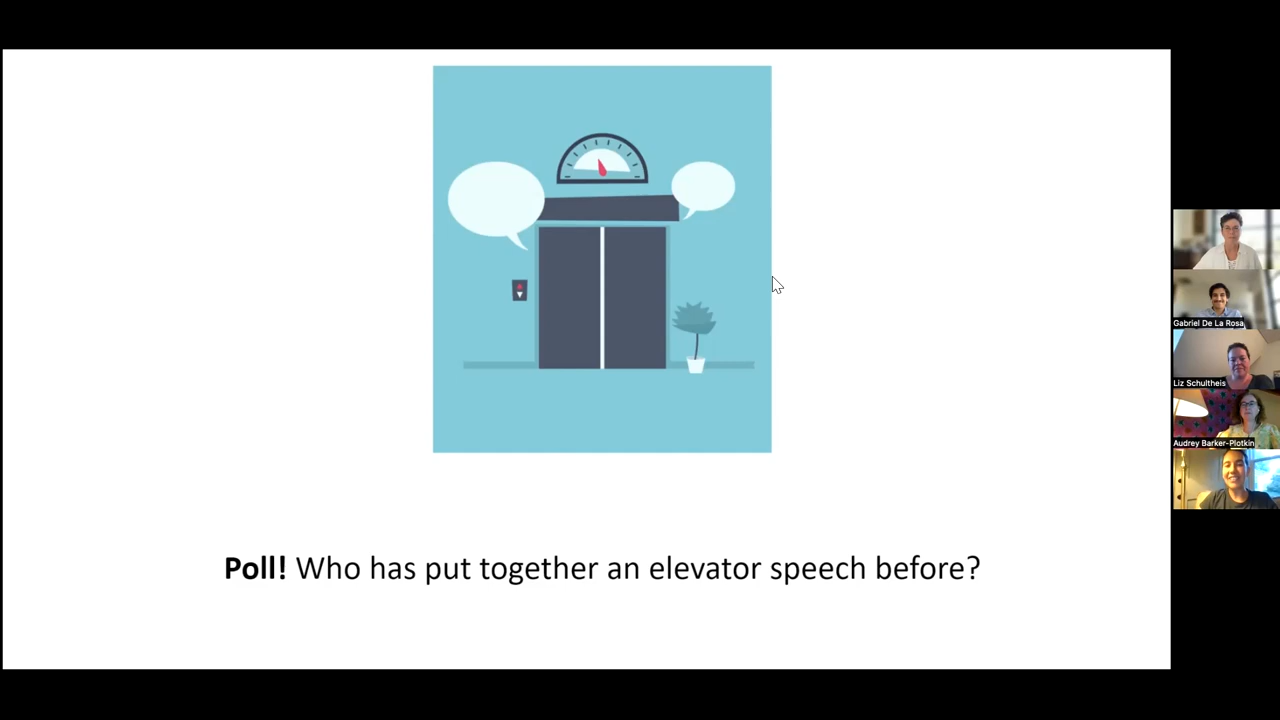 Poll! Who has put together an elevator speech before?
Gabriel De La Rosa
Liz Schultheis
Audrey Barker-Plotkin